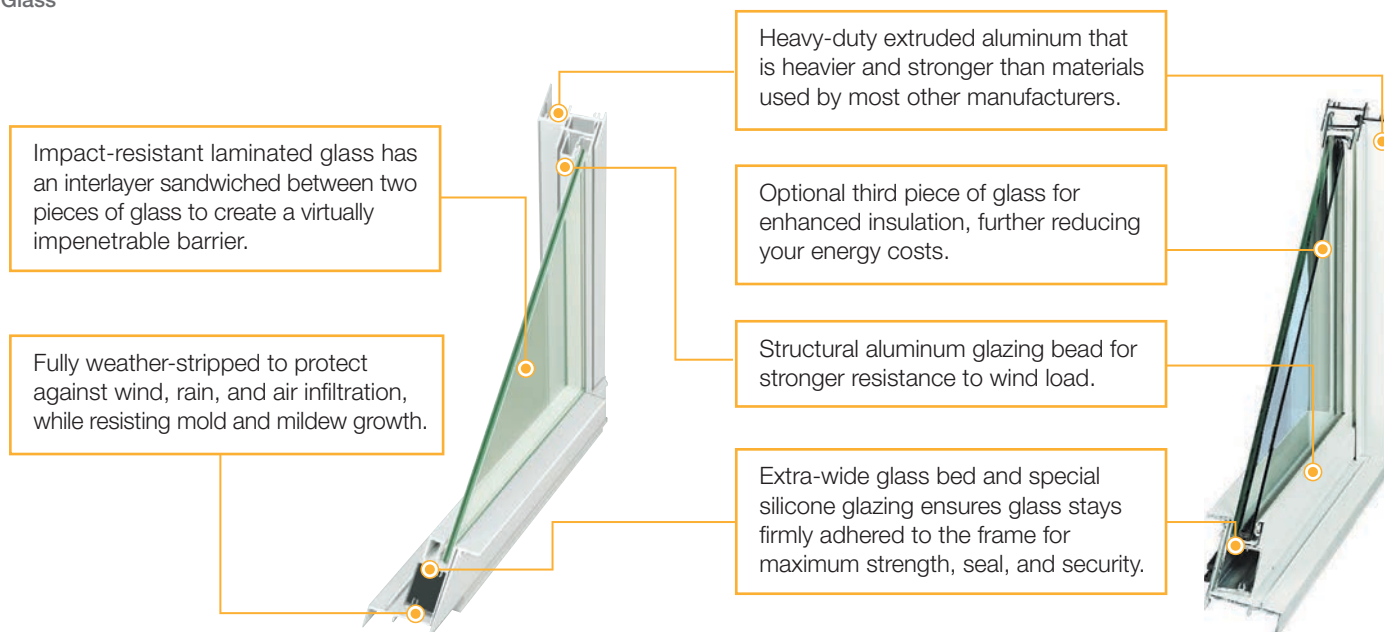 Glass
Heavy-duty extruded aluminum that
is heavier and stronger than materials
used by most other manufacturers.
Impact-resistant laminated glass has
an interlayer sandwiched between two
pieces of glass to create a virtually
impenetrable barrier.
Optional third piece of glass for
enhanced insulation, further reducing
your energy costs.
Fully weather-stripped to protect
against wind, rain, and air infiltration,
while resisting mold and mildew growth.
Structural aluminum glazing bead for
stronger resistance to wind load.
Extra-wide glass bed and special
silicone glazing ensures glass stays
firmly adhered to the frame for
maximum strength, seal, and security.